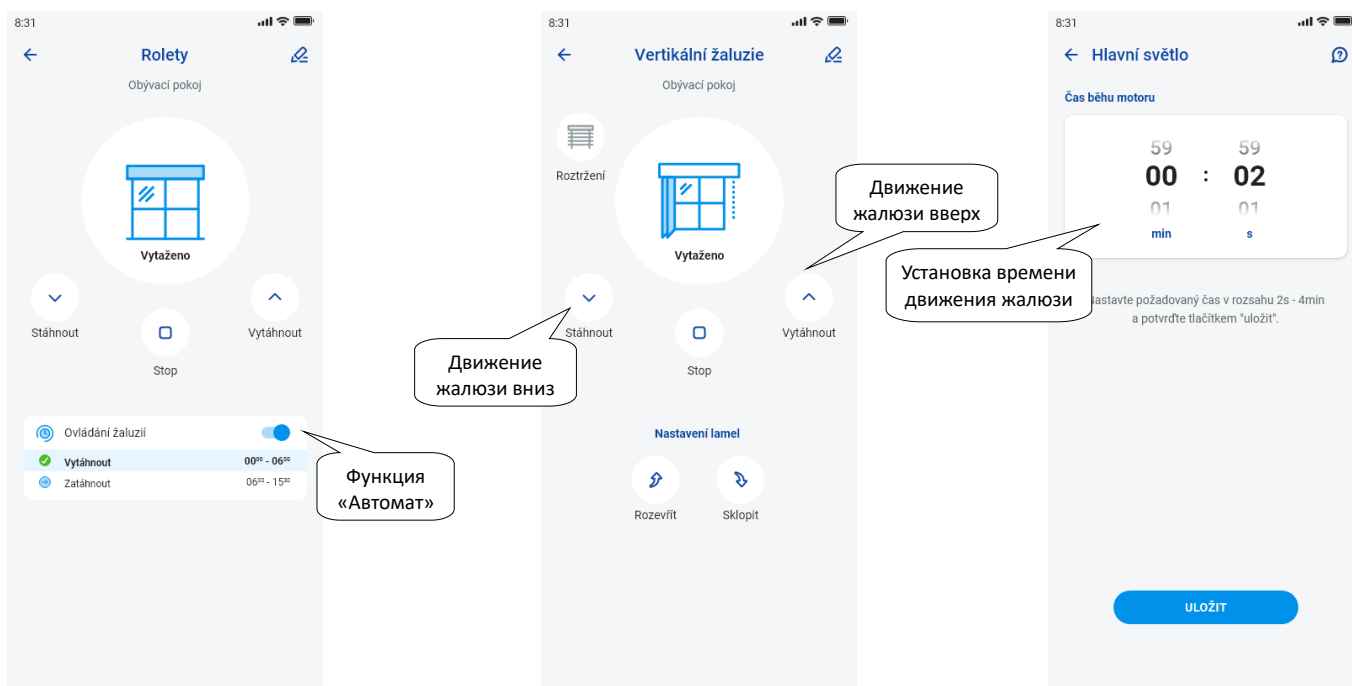 8:31
Rolety
Obývací pokoj
Vytaženo
Stáhnout
Vytáhnout
Stop
Ovládání žaluzií
Vytáhnout 00⁰⁰ - 06⁰⁰
Zatáhnout 06⁰⁰ - 15³⁰
Функция
«Автомат»
8:31
Vertikální žaluzie
Obývací pokoj
Roztržení
Vytaženo
Движение
жалюзи вверх
Stáhnout
Vytáhnout
Stop
Движение
жалюзи вниз
Nastavení lamel
Rozevřít
Sklopit
8:31
Hlavní světlo
Čas běhu motoru
59 59
00 : 02
01 01
min s
Установка времени
движения жалюзи
požadovaný čas v rozsahu 2s - 4min
a potvrďte tlačítkem "uložit".
ULOŽIT